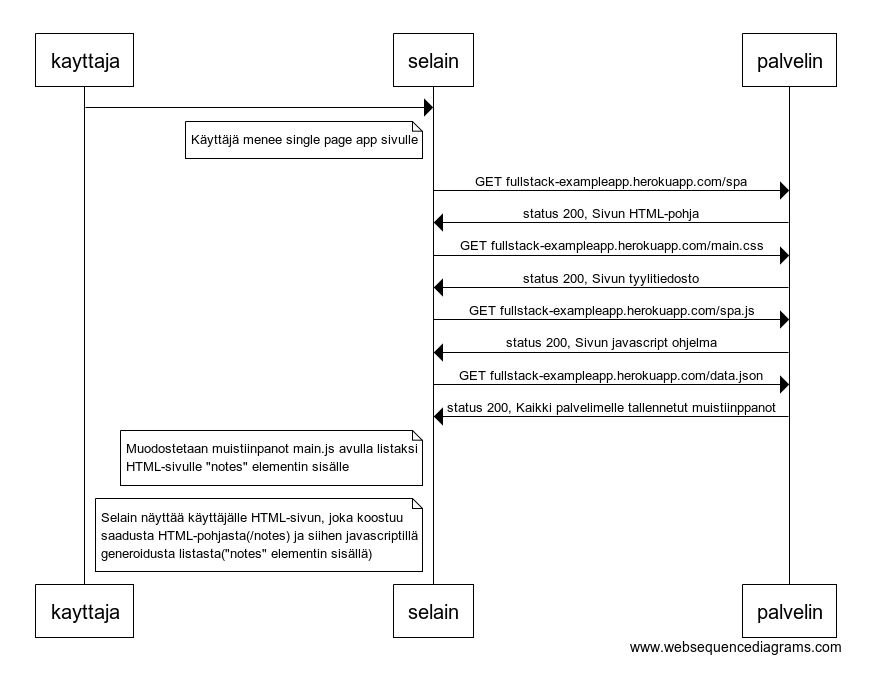 kayttaja
selain
palvelin
Käyttäjä menee single page app sivulle
GET fullstack-exampleapp.herokuapp.com/spa
status 200, Sivun HTML-pohja
GET fullstack-exampleapp.herokuapp.com/main.css
status 200, Sivun tyylitiedosto
GET fullstack-exampleapp.herokuapp.com/spa.js
status 200, Sivun javascript ohjelma
GET fullstack-exampleapp.herokuapp.com/data.json
status 200, Kaikki palvelimelle tallennetut muistiinppanot
Muodostetaan muistiinpanot main.js avulla listaksi
HTML-sivulle "notes" elementin sisälle
Selain näyttää käyttäjälle HTML-sivun, joka koostuu
saadusta HTML-pohjasta(/notes) ja siihen javascriptillä
generoidusta listasta("notes" elementin sisällä)
kayttaja
selain
palvelin
www.websequencediagrams.com